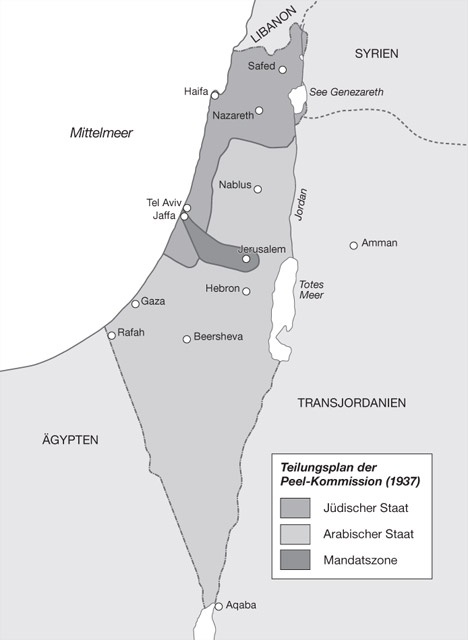 LIBANON
SYRIEN
Safed
Haifa
See Genezareth
Nazareth
Mittelmeer
Nablus
Tel Aviv
Jaffa
Jordan
Jerusalem
Amman
Hebron
Totes
Meer
Gaza
Rafah
Beersheva
TRANSJORDANIEN
ÄGYPTEN
Teilungsplan der
Peel-Kommission (1937)
Jüdischer Staat
Arabischer Staat
Mandatszone
Aqaba